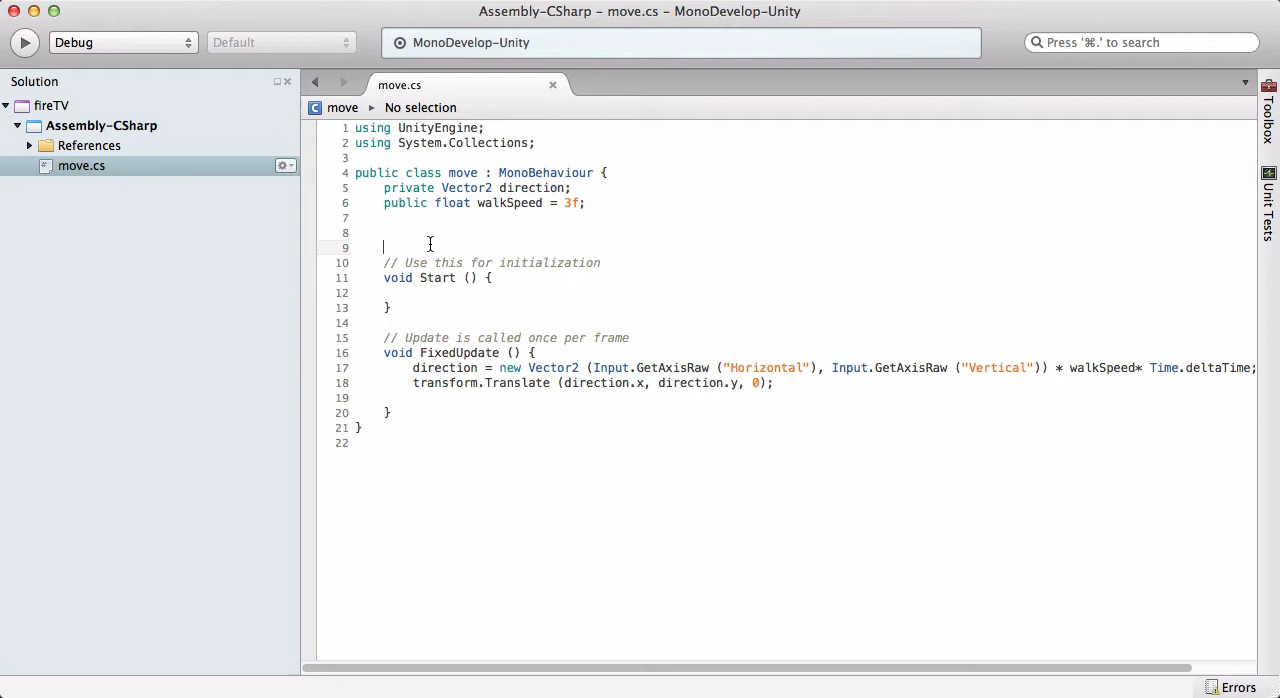 Assembly-CSharp – move.cs – MonoDevelop-Unity
Debug
Default
MonoDevelop-Unity
Press '⌘.' to search
Solution
fireTV
Assembly-CSharp
References
move.cs
move.cs
move
No selection
1 using UnityEngine;
2 using System.Collections;
3
4 public class move : MonoBehaviour {
5 private Vector2 direction;
6 public float walkSpeed = 3f;
7
8
9
10 // Use this for initialization
11 void Start () {
12
13 }
14
15 // Update is called once per frame
16 void FixedUpdate () {
17 direction = new Vector2 (Input.GetAxisRaw ("Horizontal"), Input.GetAxisRaw ("Vertical")) * walkSpeed* Time.deltaTime;
18 transform.Translate (direction.x, direction.y, 0);
19
20 }
21 }
22
Toolbox
Unit Tests
Errors